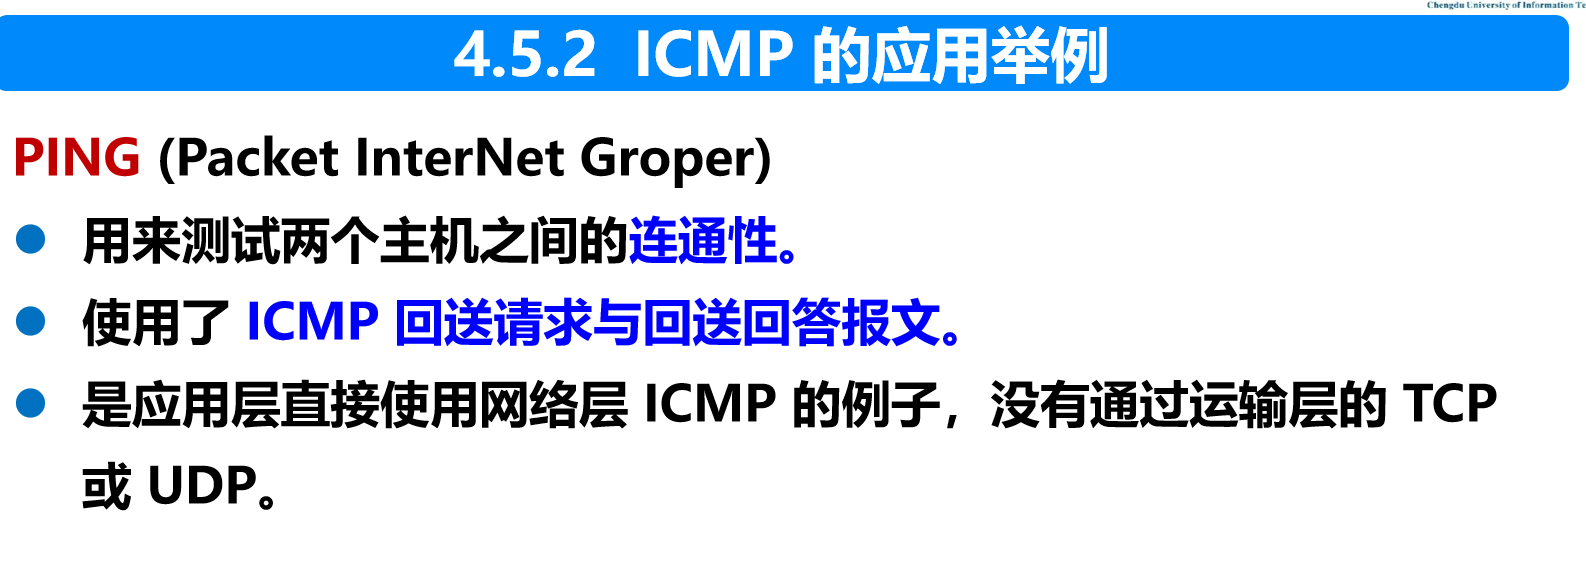 Chengdu University of Information Te
4.5.2 ICMP 的应用举例
PING (Packet InterNet Groper)
● 用来测试两个主机之间的连通性。
● 使用了 ICMP 回送请求与回送回答报文。
● 是应用层直接使用网络层 ICMP 的例子，没有通过运输层的 TCP
或 UDP。